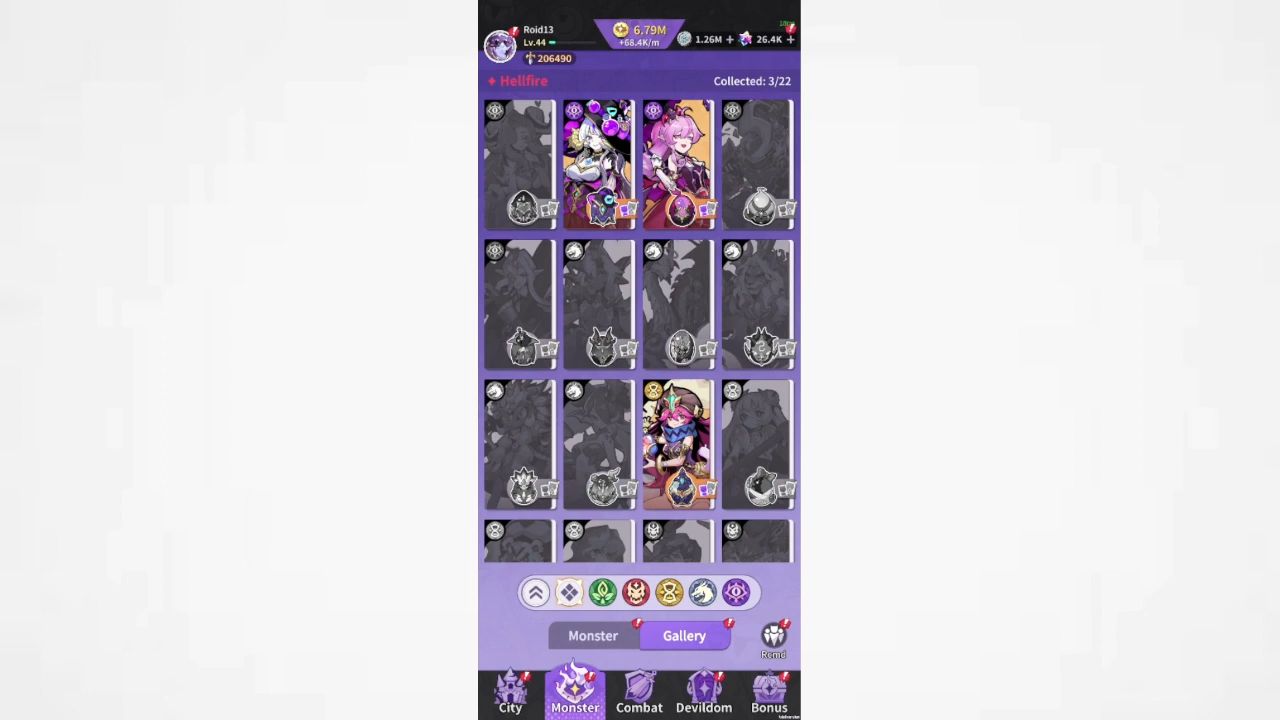 Roid13
6.79M
Lv.44
+68.4K/m
1.26M +
26.4K +
206490
Hellfire
Collected: 3/22
Monster
Gallery
Remd
City
Monster
Combat
Devildom
Bonus